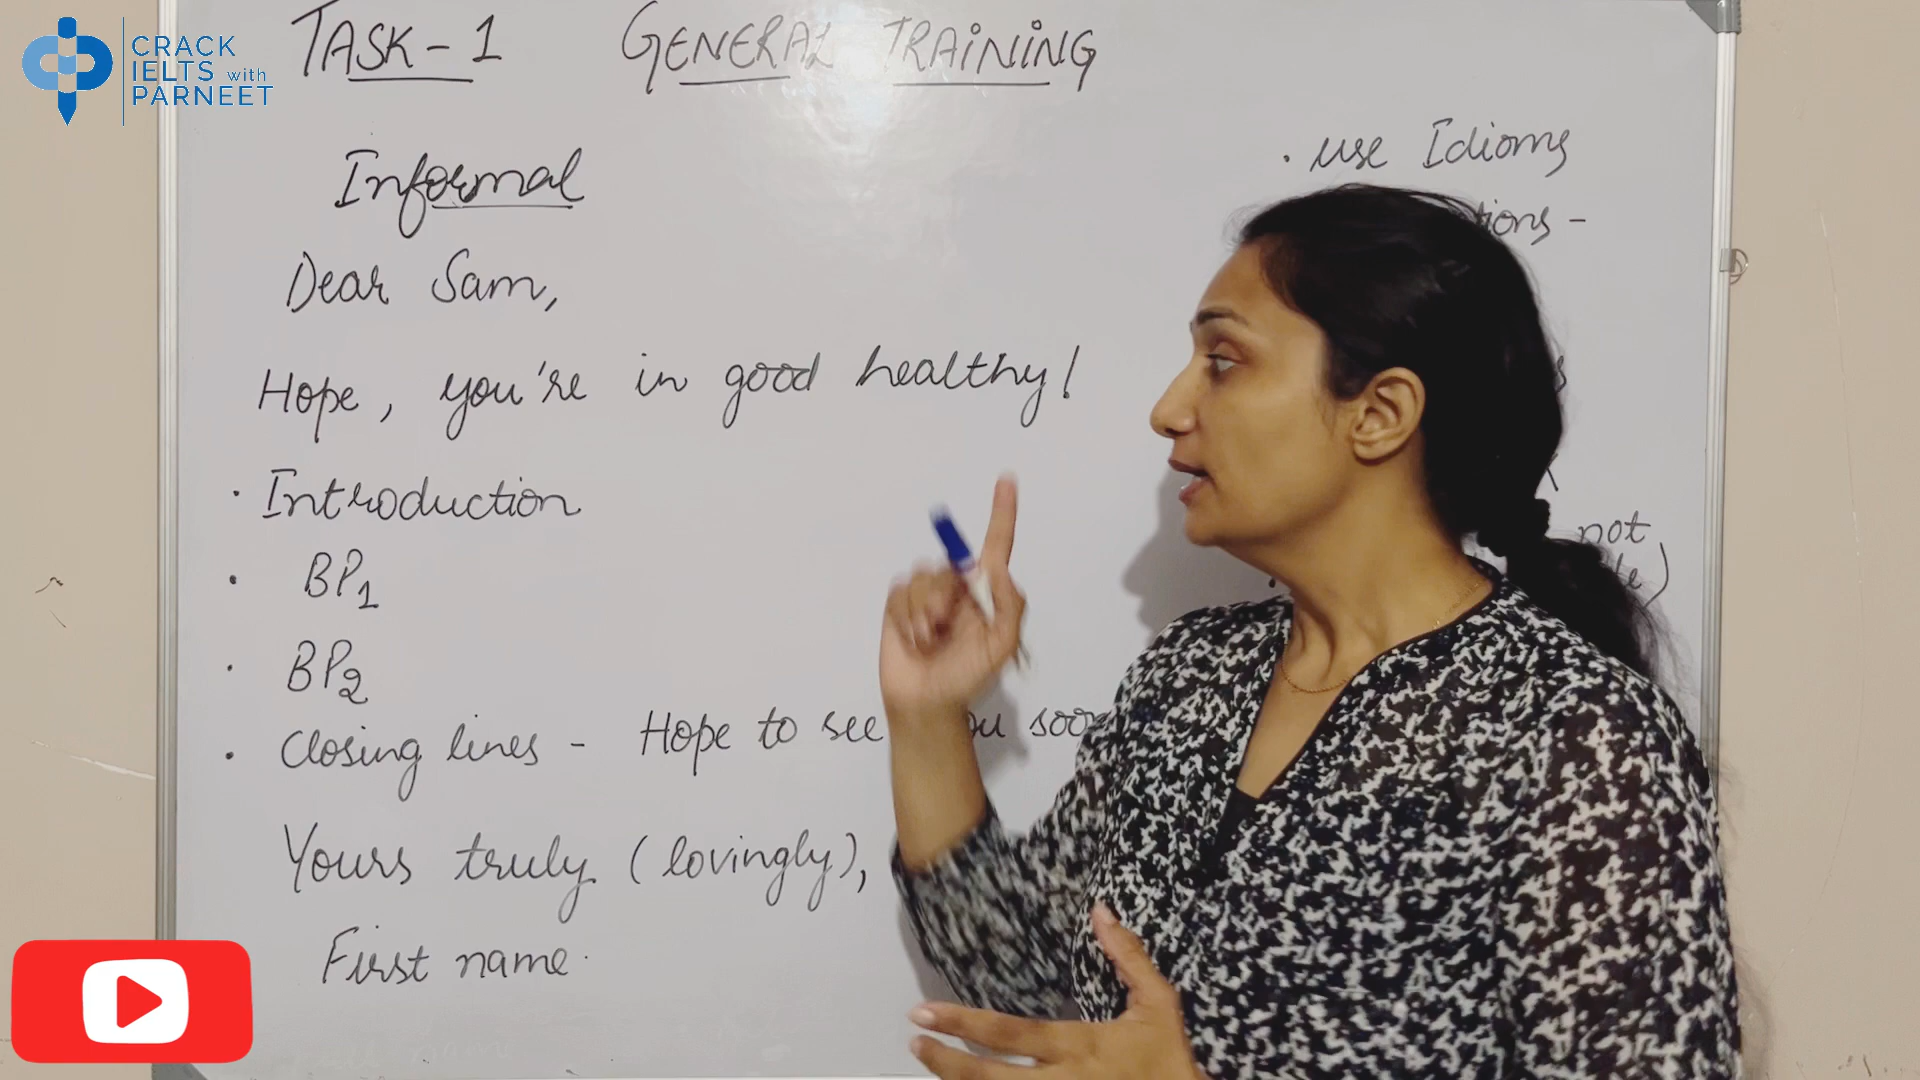 CRACK
IELTS with
PARNEET
TASK-1 GENERAL TRAINING
Informal
Dear Sam,
Hope, you're in good healthy!
· Introduction
· BP1
· BP2
· Closing lines - Hope to see you soon
Yours truly (lovingly),
First name.
· use Idioms
not